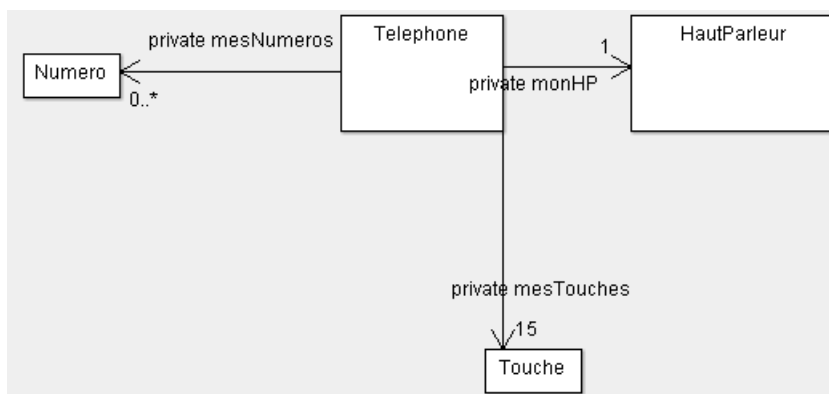 private mesNumeros
Telephone
1
HautParleur
Numero
0..*
private monHP
private mesTouches
15
Touche